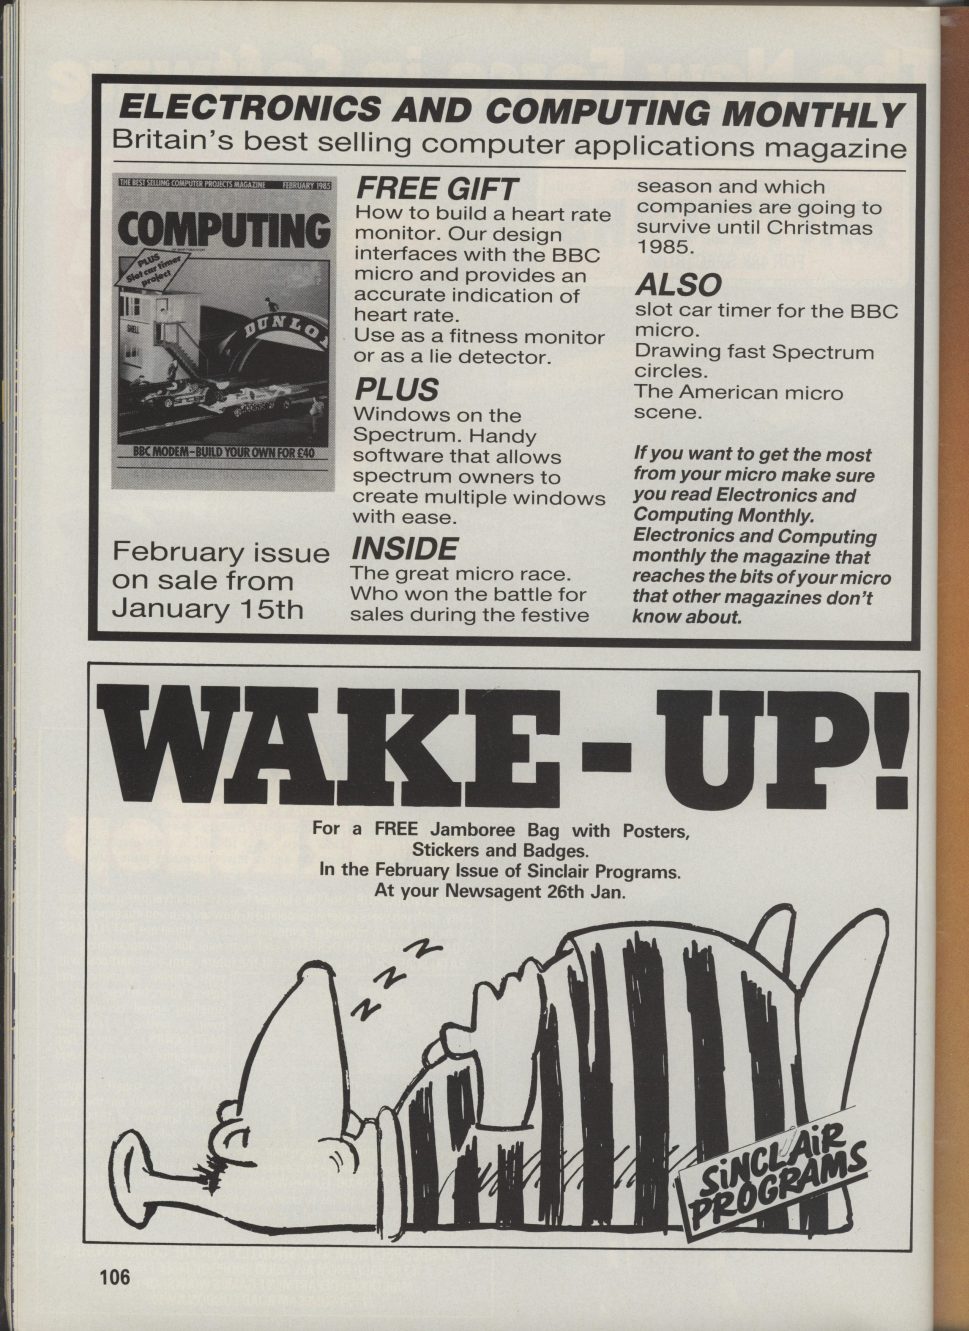 ELECTRONICS AND COMPUTING MONTHLY
Britain's best selling computer applications magazine
THE BEST SELLING COMPUTER PROJECTS MAGAZINE FEBRUARY 1985
COMPUTING
PLUS
Slot car timer
project
SHELL
DUNLOP
BBC MODEM–BUILD YOUR OWN FOR £40
February issue
on sale from
January 15th
FREE GIFT
How to build a heart rate
monitor. Our design
interfaces with the BBC
micro and provides an
accurate indication of
heart rate.
Use as a fitness monitor
or as a lie detector.
PLUS
Windows on the
Spectrum. Handy
software that allows
spectrum owners to
create multiple windows
with ease.
INSIDE
The great micro race.
Who won the battle for
sales during the festive
season and which
companies are going to
survive until Christmas
1985.
ALSO
slot car timer for the BBC
micro.
Drawing fast Spectrum
circles.
The American micro
scene.
If you want to get the most
from your micro make sure
you read Electronics and
Computing Monthly.
Electronics and Computing
monthly the magazine that
reaches the bits of your micro
that other magazines don't
know about.
WAKE-UP!
For a FREE Jamboree Bag with Posters,
Stickers and Badges.
In the February Issue of Sinclair Programs.
At your Newsagent 26th Jan.
z z z
SiNCLAiR
PROGRAMS
106